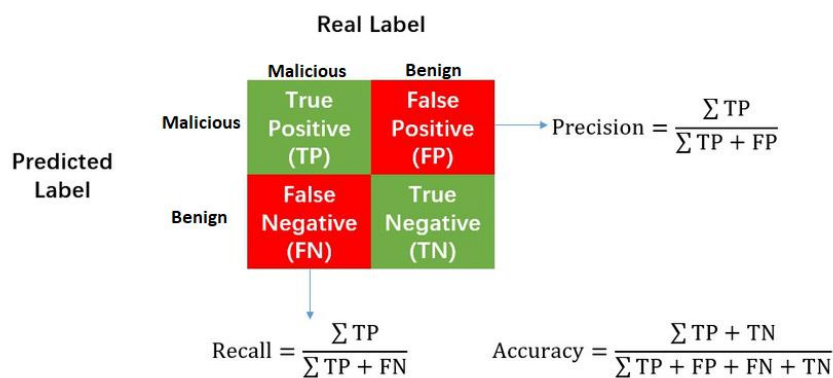 Real Label
Malicious Benign
Predicted Label
Malicious
True Positive (TP)
False Positive (FP)
Precision = ∑ TP / ∑ TP + FP
Benign
False Negative (FN)
True Negative (TN)
Recall = ∑ TP / ∑ TP + FN
Accuracy = ∑ TP + TN / ∑ TP + FP + FN + TN